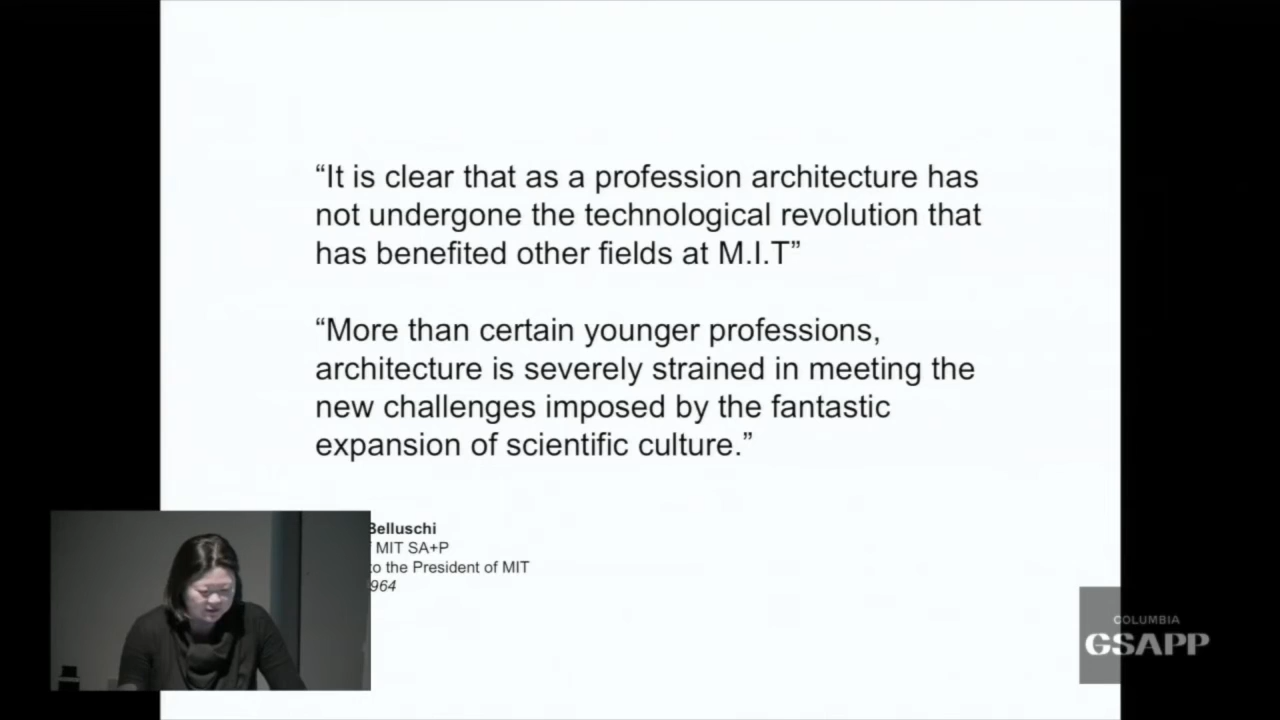 “It is clear that as a profession architecture has
not undergone the technological revolution that
has benefited other fields at M.I.T”
“More than certain younger professions,
architecture is severely strained in meeting the
new challenges imposed by the fantastic
expansion of scientific culture.”
Belluschi
MIT SA+P
to the President of MIT
964
COLUMBIA
GSAPP